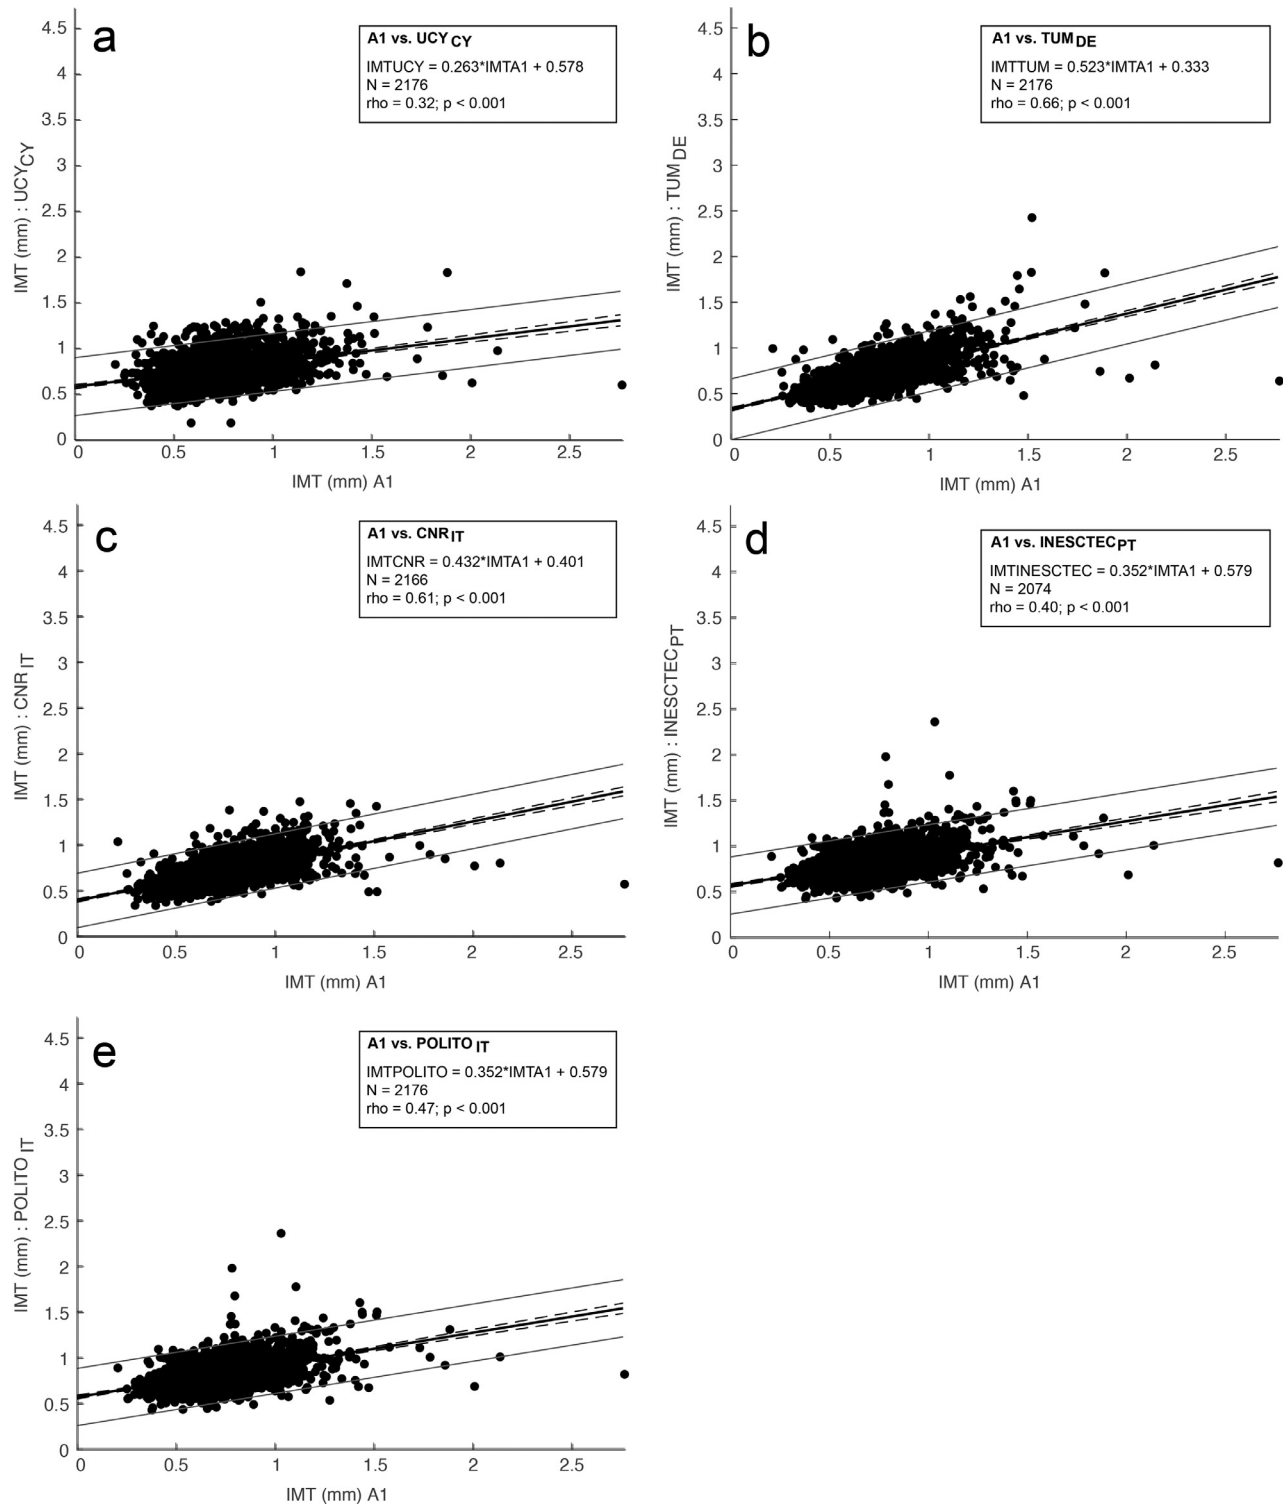 a
A1 vs. UCY CY
IMTUCY = 0.263*IMTA1 + 0.578
N = 2176
rho = 0.32; p < 0.001
4.5
4
3.5
3
2.5
2
1.5
1
0.5
0
IMT (mm) : UCY CY
0 0.5 1 1.5 2 2.5
IMT (mm) A1
b
A1 vs. TUM DE
IMTTUM = 0.523*IMTA1 + 0.333
N = 2176
rho = 0.66; p < 0.001
4.5
4
3.5
3
2.5
2
1.5
1
0.5
0
IMT (mm) : TUM DE
0 0.5 1 1.5 2 2.5
IMT (mm) A1
c
A1 vs. CNR IT
IMTCNR = 0.432*IMTA1 + 0.401
N = 2166
rho = 0.61; p < 0.001
4.5
4
3.5
3
2.5
2
1.5
1
0.5
0
IMT (mm) : CNR IT
0 0.5 1 1.5 2 2.5
IMT (mm) A1
d
A1 vs. INESCTEC PT
IMTINESCTEC = 0.352*IMTA1 + 0.579
N = 2074
rho = 0.40; p < 0.001
4.5
4
3.5
3
2.5
2
1.5
1
0.5
0
IMT (mm) : INESCTEC PT
0 0.5 1 1.5 2 2.5
IMT (mm) A1
e
A1 vs. POLITO IT
IMTPOLITO = 0.352*IMTA1 + 0.579
N = 2176
rho = 0.47; p < 0.001
4.5
4
3.5
3
2.5
2
1.5
1
0.5
0
IMT (mm) : POLITO IT
0 0.5 1 1.5 2 2.5
IMT (mm) A1